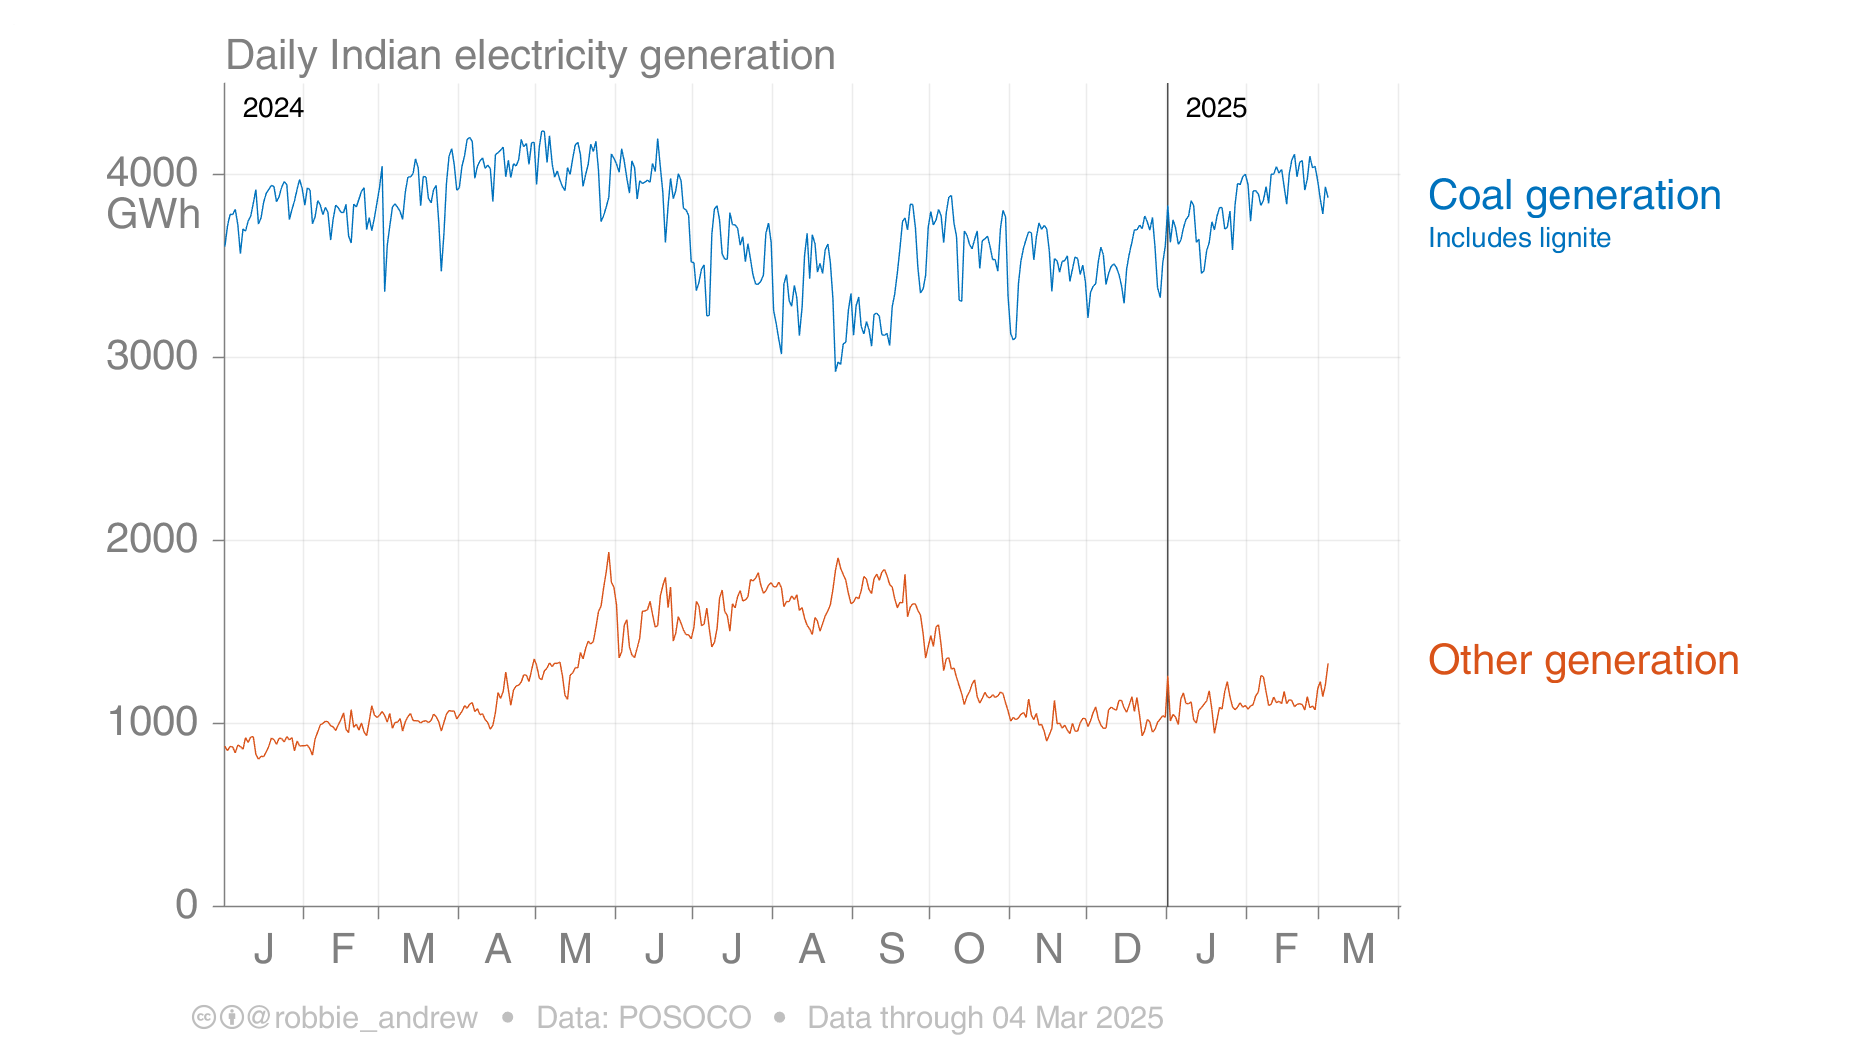 Daily Indian electricity generation
2024
2025
4000
GWh
3000
2000
1000
0
Coal generation
Includes lignite
Other generation
J F M A M J J A S O N D J F M
cc @robbie_andrew • Data: POSOCO • Data through 04 Mar 2025